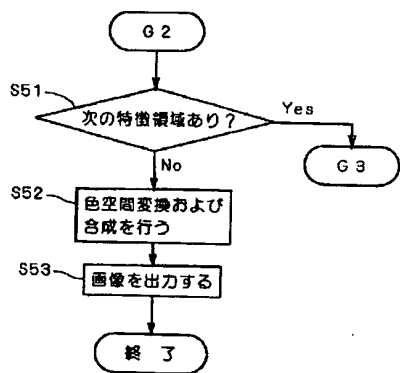 G2
S51
次の特徴領域あり?
Yes
G3
No
S52
色空間変換および
合成を行う
S53
画像を出力する
終 了